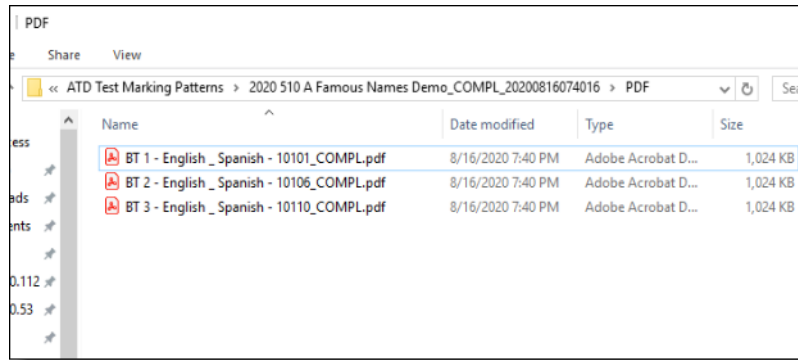 | PDF
e Share View
« ATD Test Marking Patterns > 2020 510 A Famous Names Demo_COMPL_20200816074016 > PDF Sea
Name Date modified Type Size
ess
BT 1 - English _ Spanish - 10101_COMPL.pdf 8/16/2020 7:40 PM Adobe Acrobat D... 1,024 KB
ads BT 2 - English _ Spanish - 10106_COMPL.pdf 8/16/2020 7:40 PM Adobe Acrobat D... 1,024 KB
ents BT 3 - English _ Spanish - 10110_COMPL.pdf 8/16/2020 7:40 PM Adobe Acrobat D... 1,024 KB
0.112
0.53